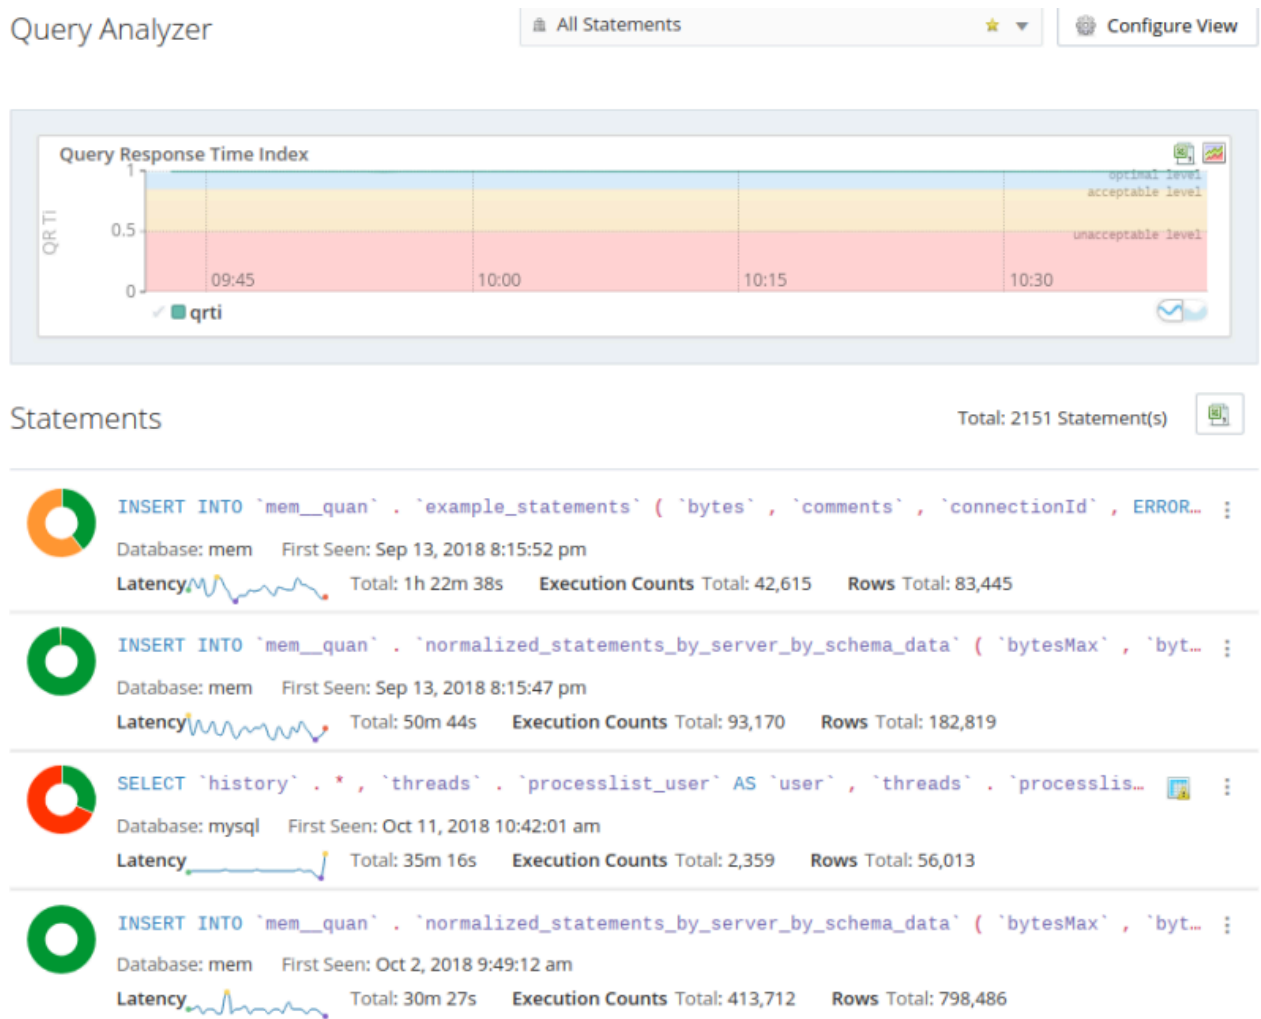 Query Analyzer
All Statements
Configure View
Query Response Time Index
1
optimal level
acceptable level
QR Ti
0.5
unacceptable level
09:45 10:00 10:15 10:30
0
qrti
Statements
Total: 2151 Statement(s)
INSERT INTO `mem__quan` . `example_statements` ( `bytes` , `comments` , `connectionId` , ERROR…
Database: mem First Seen: Sep 13, 2018 8:15:52 pm
Latency Total: 1h 22m 38s Execution Counts Total: 42,615 Rows Total: 83,445
INSERT INTO `mem__quan` . `normalized_statements_by_server_by_schema_data` ( `bytesMax` , `byt…
Database: mem First Seen: Sep 13, 2018 8:15:47 pm
Latency Total: 50m 44s Execution Counts Total: 93,170 Rows Total: 182,819
SELECT `history` . * , `threads` . `processlist_user` AS `user` , `threads` . `processlis…
Database: mysql First Seen: Oct 11, 2018 10:42:01 am
Latency Total: 35m 16s Execution Counts Total: 2,359 Rows Total: 56,013
INSERT INTO `mem__quan` . `normalized_statements_by_server_by_schema_data` ( `bytesMax` , `byt…
Database: mem First Seen: Oct 2, 2018 9:49:12 am
Latency Total: 30m 27s Execution Counts Total: 413,712 Rows Total: 798,486